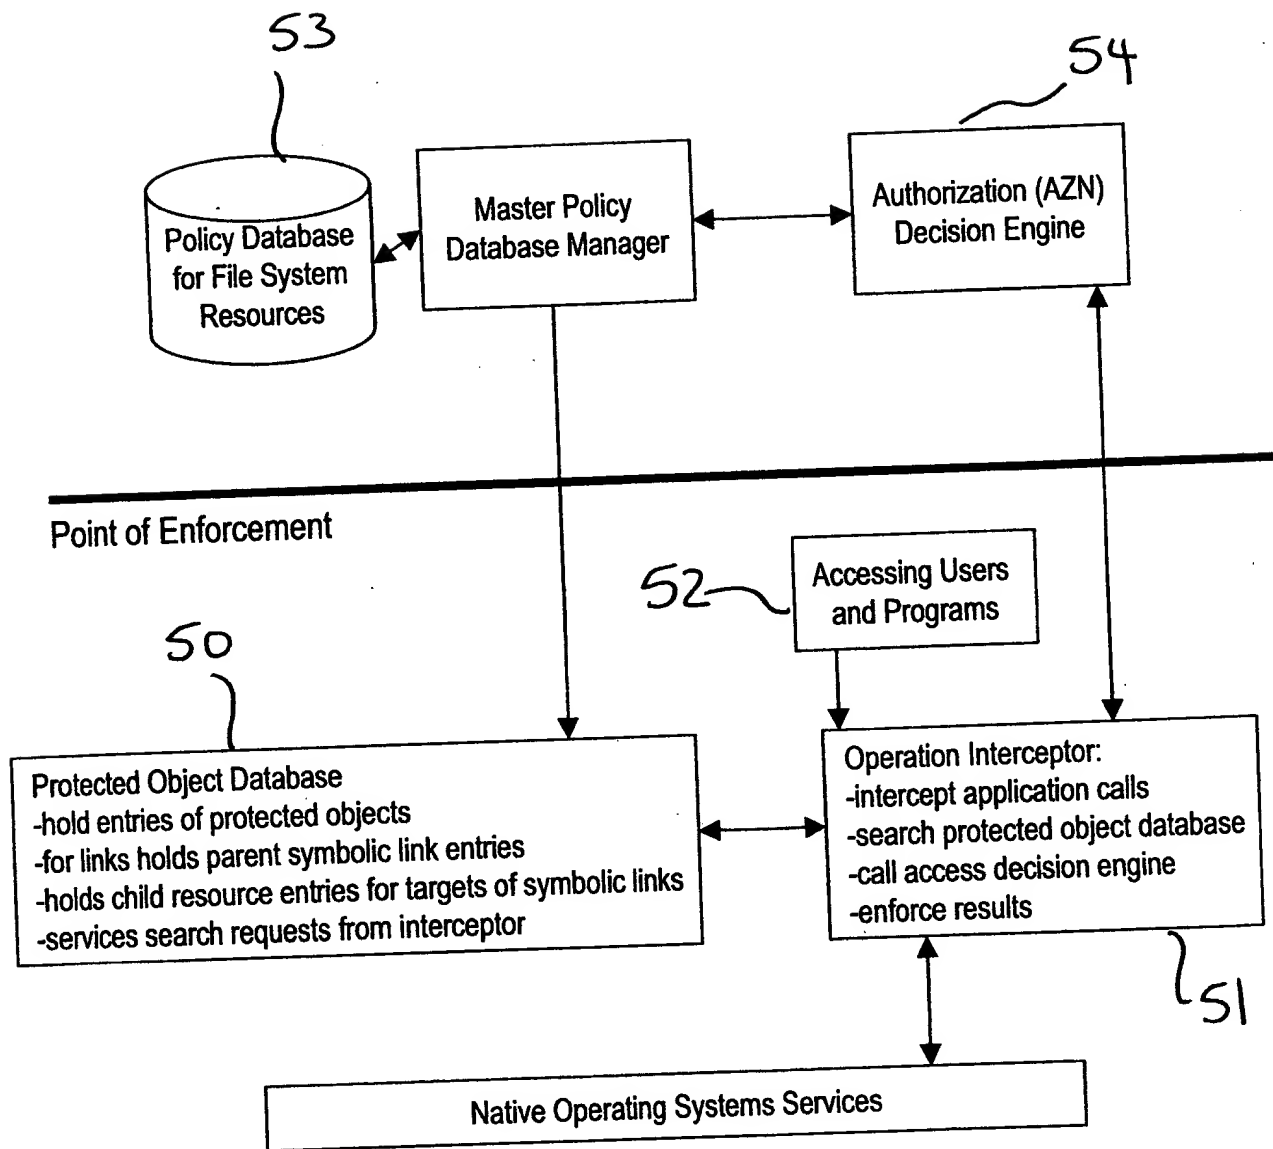 53
54
Policy Database
for File System
Resources
Master Policy
Database Manager
Authorization (AZN)
Decision Engine
Point of Enforcement
52
Accessing Users
and Programs
50
Protected Object Database
-hold entries of protected objects
-for links holds parent symbolic link entries
-holds child resource entries for targets of symbolic links
-services search requests from interceptor
Operation Interceptor:
-intercept application calls
-search protected object database
-call access decision engine
-enforce results
51
Native Operating Systems Services